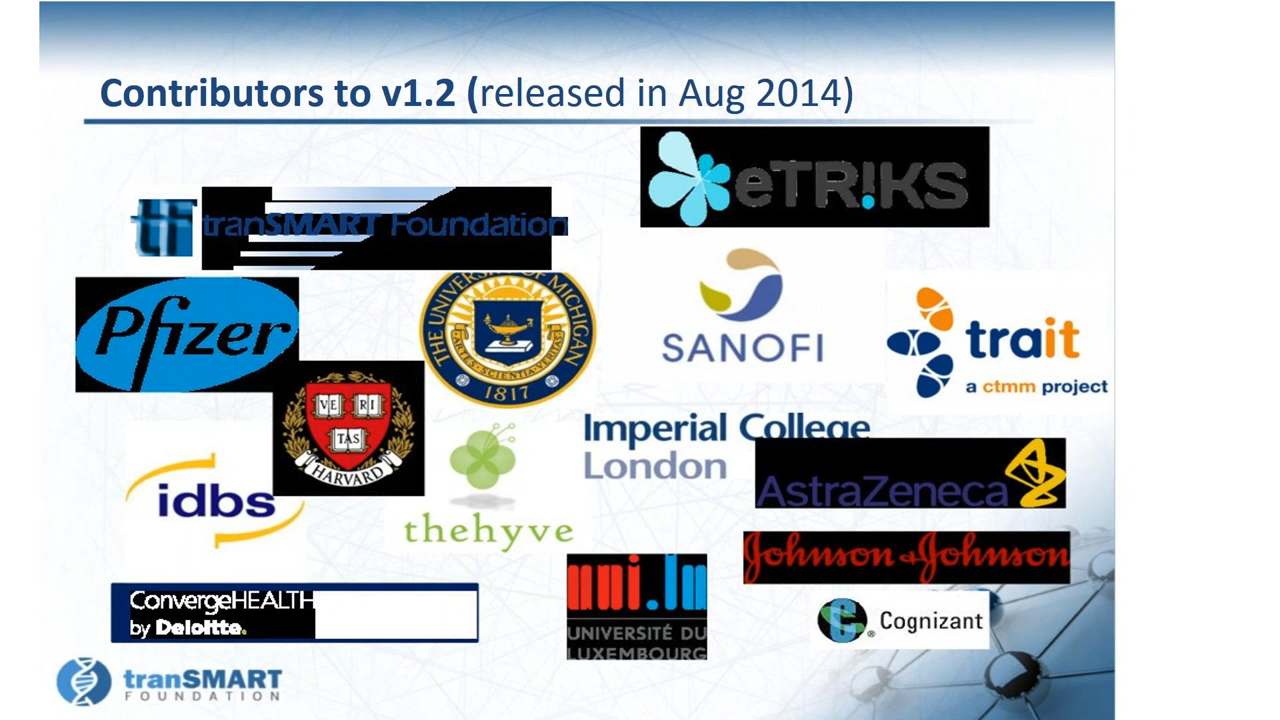 Contributors to v1.2 (released in Aug 2014)
eTR!KS
tranSMART Foundation
Pfizer
THE UNIVERSITY OF MICHIGAN
ARTES · SCIENTIA · VERITAS
1817
SANOFI
trait
a ctmm project
VE RI
TAS
HARVARD
Imperial College
London
AstraZeneca
idbs
thehyve
Johnson & Johnson
uni.lu
UNIVERSITÉ DU
LUXEMBOURG
ConvergeHEALTH
by Deloitte.
Cognizant
®
tranSMART
FOUNDATION